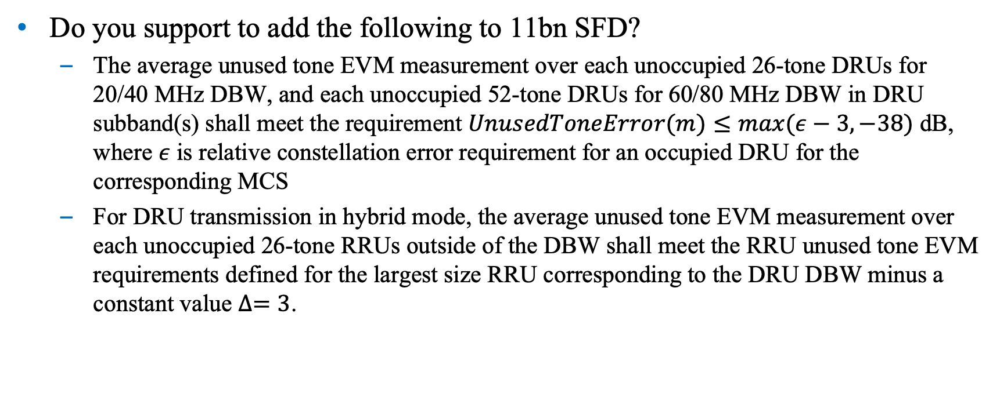 • Do you support to add the following to 11bn SFD?
– The average unused tone EVM measurement over each unoccupied 26-tone DRUs for
20/40 MHz DBW, and each unoccupied 52-tone DRUs for 60/80 MHz DBW in DRU
subband(s) shall meet the requirement UnusedToneError(m) ≤ max(ϵ − 3, −38) dB,
where ϵ is relative constellation error requirement for an occupied DRU for the
corresponding MCS
– For DRU transmission in hybrid mode, the average unused tone EVM measurement over
each unoccupied 26-tone RRUs outside of the DBW shall meet the RRU unused tone EVM
requirements defined for the largest size RRU corresponding to the DRU DBW minus a
constant value Δ= 3.